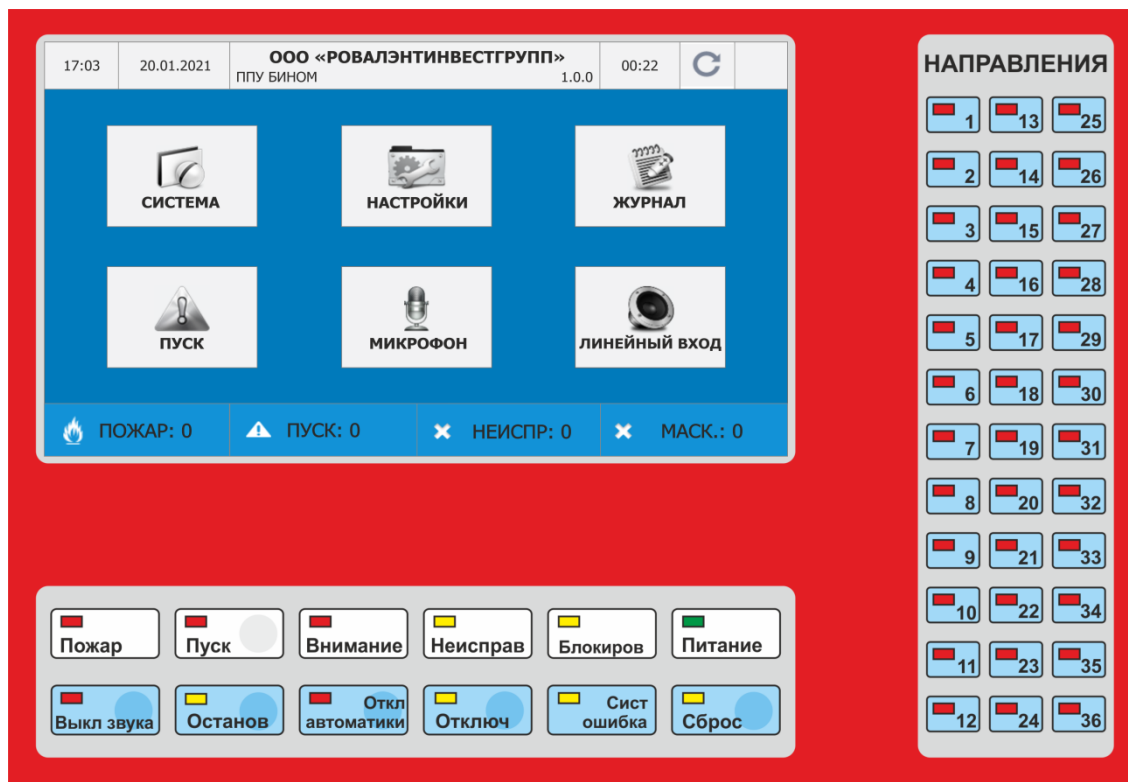 17:03
20.01.2021
ООО «РОВАЛЭНТИНВЕСТГРУПП»
ППУ БИНОМ
1.0.0
00:22
СИСТЕМА
НАСТРОЙКИ
ЖУРНАЛ
ПУСК
МИКРОФОН
ЛИНЕЙНЫЙ ВХОД
ПОЖАР: 0
ПУСК: 0
НЕИСПР: 0
МАСК.: 0
Пожар
Пуск
Внимание
Неисправ
Блокиров
Питание
Выкл звука
Останов
Откл
автоматики
Отключ
Сист
ошибка
Сброс
НАПРАВЛЕНИЯ
1 13 25
2 14 26
3 15 27
4 16 28
5 17 29
6 18 30
7 19 31
8 20 32
9 21 33
10 22 34
11 23 35
12 24 36